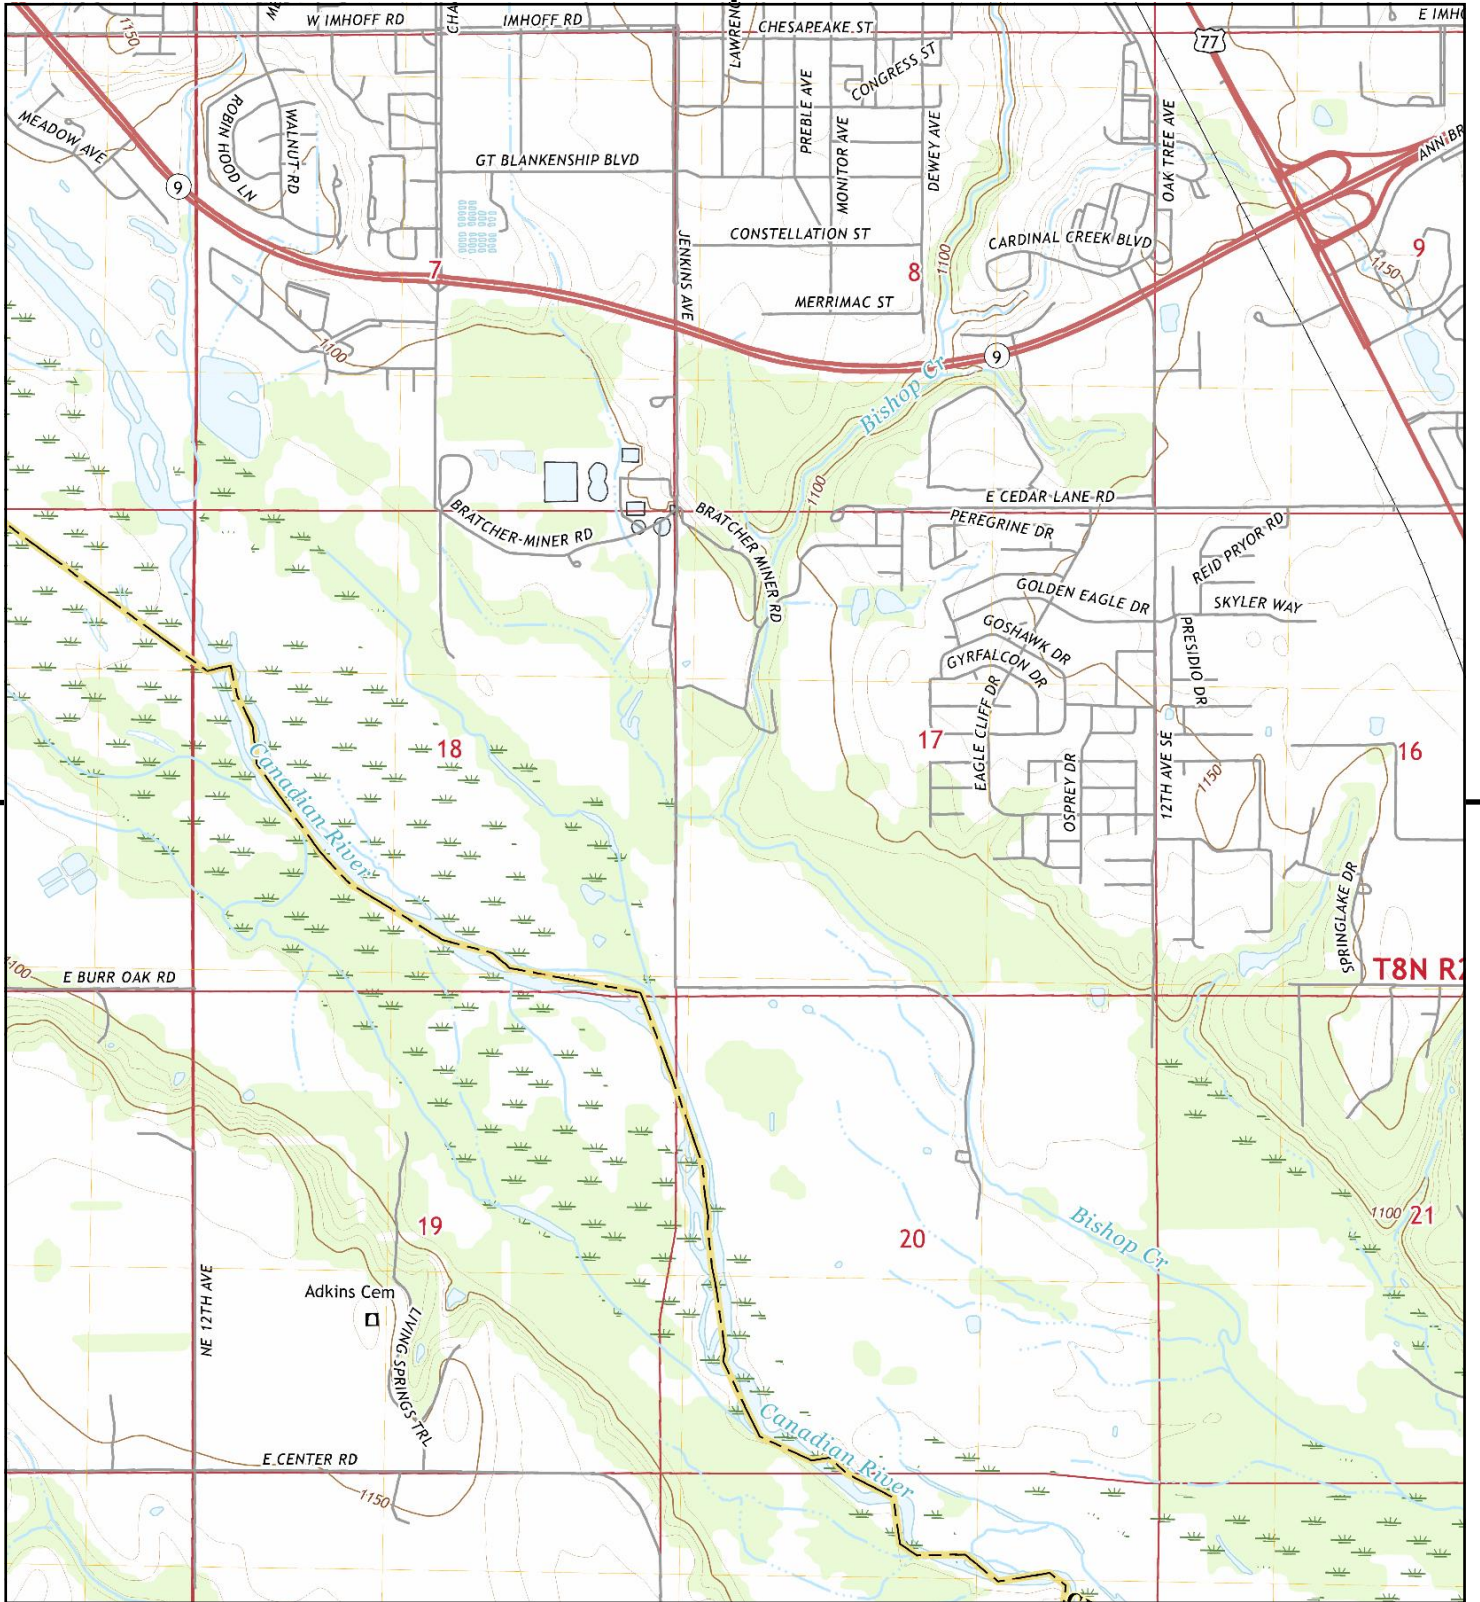 W IMHOFF RD
IMHOFF RD
CHESAPEAKE ST
E IMHO
1150
ME
CHA
LAWRENC
77
CONGRESS ST
PREBLE AVE
MONITOR AVE
DEWEY AVE
OAK TREE AVE
MEADOW AVE
ROBIN HOOD LN
WALNUT RD
GT BLANKENSHIP BLVD
ANN BR
9
CONSTELLATION ST
CARDINAL CREEK BLVD
JENKINS AVE
7
8
1100
9
1150
MERRIMAC ST
1100
9
Bishop Cr
1100
E CEDAR LANE RD
BRATCHER-MINER RD
BRATCHER MINER RD
PEREGRINE DR
REID PRYOR RD
GOLDEN EAGLE DR
SKYLER WAY
GOSHAWK DR
GYRFALCON DR
PRESIDIO DR
EAGLE CLIFF DR
18
17
16
Canadian River
OSPREY DR
12TH AVE SE
1150
SPRINGLAKE DR
1100
E BURR OAK RD
T8N R2
19
20
Bishop Cr
1100
21
NE 12TH AVE
Adkins Cem
LIVING SPRINGS TRL
Canadian River
E CENTER RD
1150